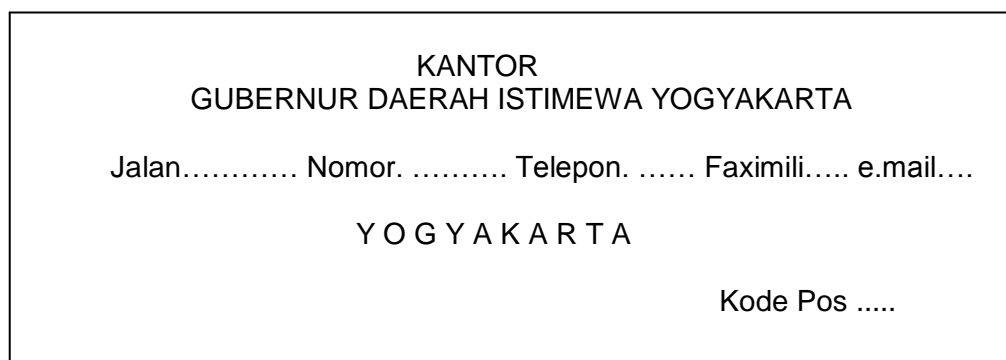 KANTOR
GUBERNUR DAERAH ISTIMEWA YOGYAKARTA
Jalan………… Nomor. ………. Telepon. …… Faximili….. e.mail….
Y O G Y A K A R T A
Kode Pos .....